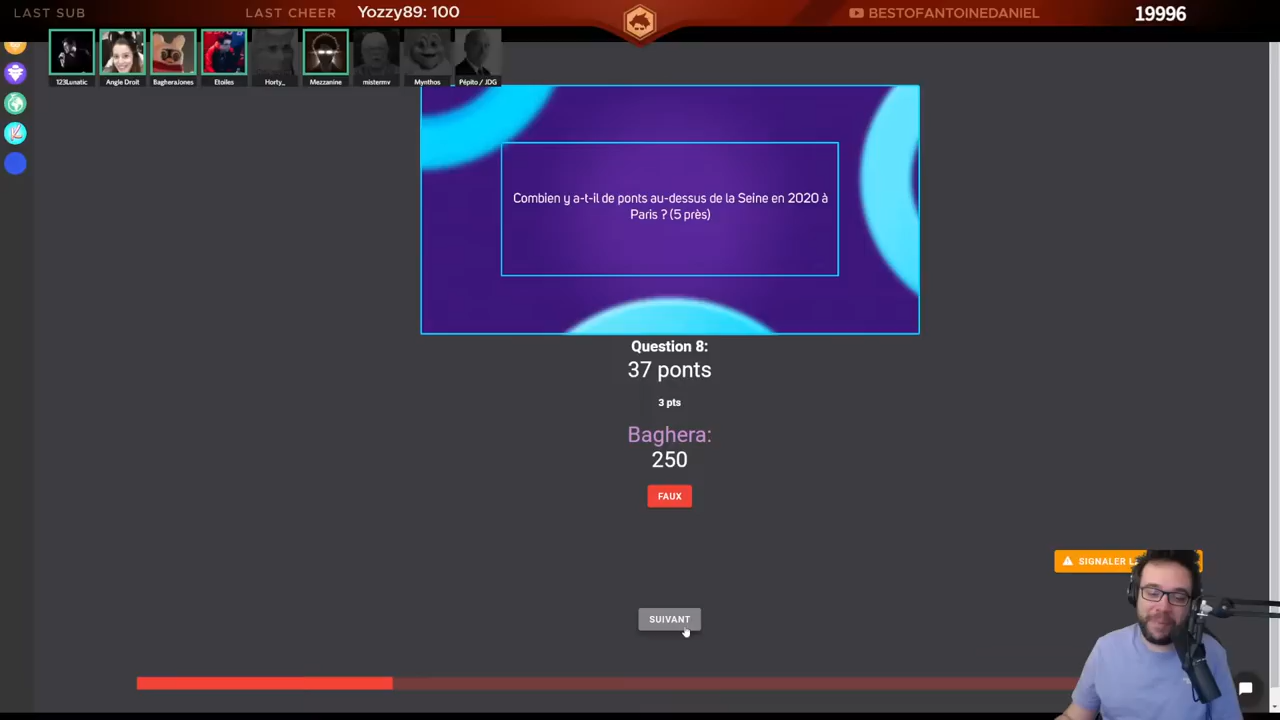 LAST SUB
LAST CHEER
Yozzy89: 100
BESTOFANTOINEDANIEL
19996
123Lunatic
Angle Droit
BagheraJones
Etoiles
Horty_
Mezzanine
mistermv
Mynthos
Pépito / JDG
Combien y a-t-il de ponts au-dessus de la Seine en 2020 à
Paris ? (5 près)
Question 8:
37 ponts
3 pts
Baghera:
250
FAUX
SIGNALER
SUIVANT